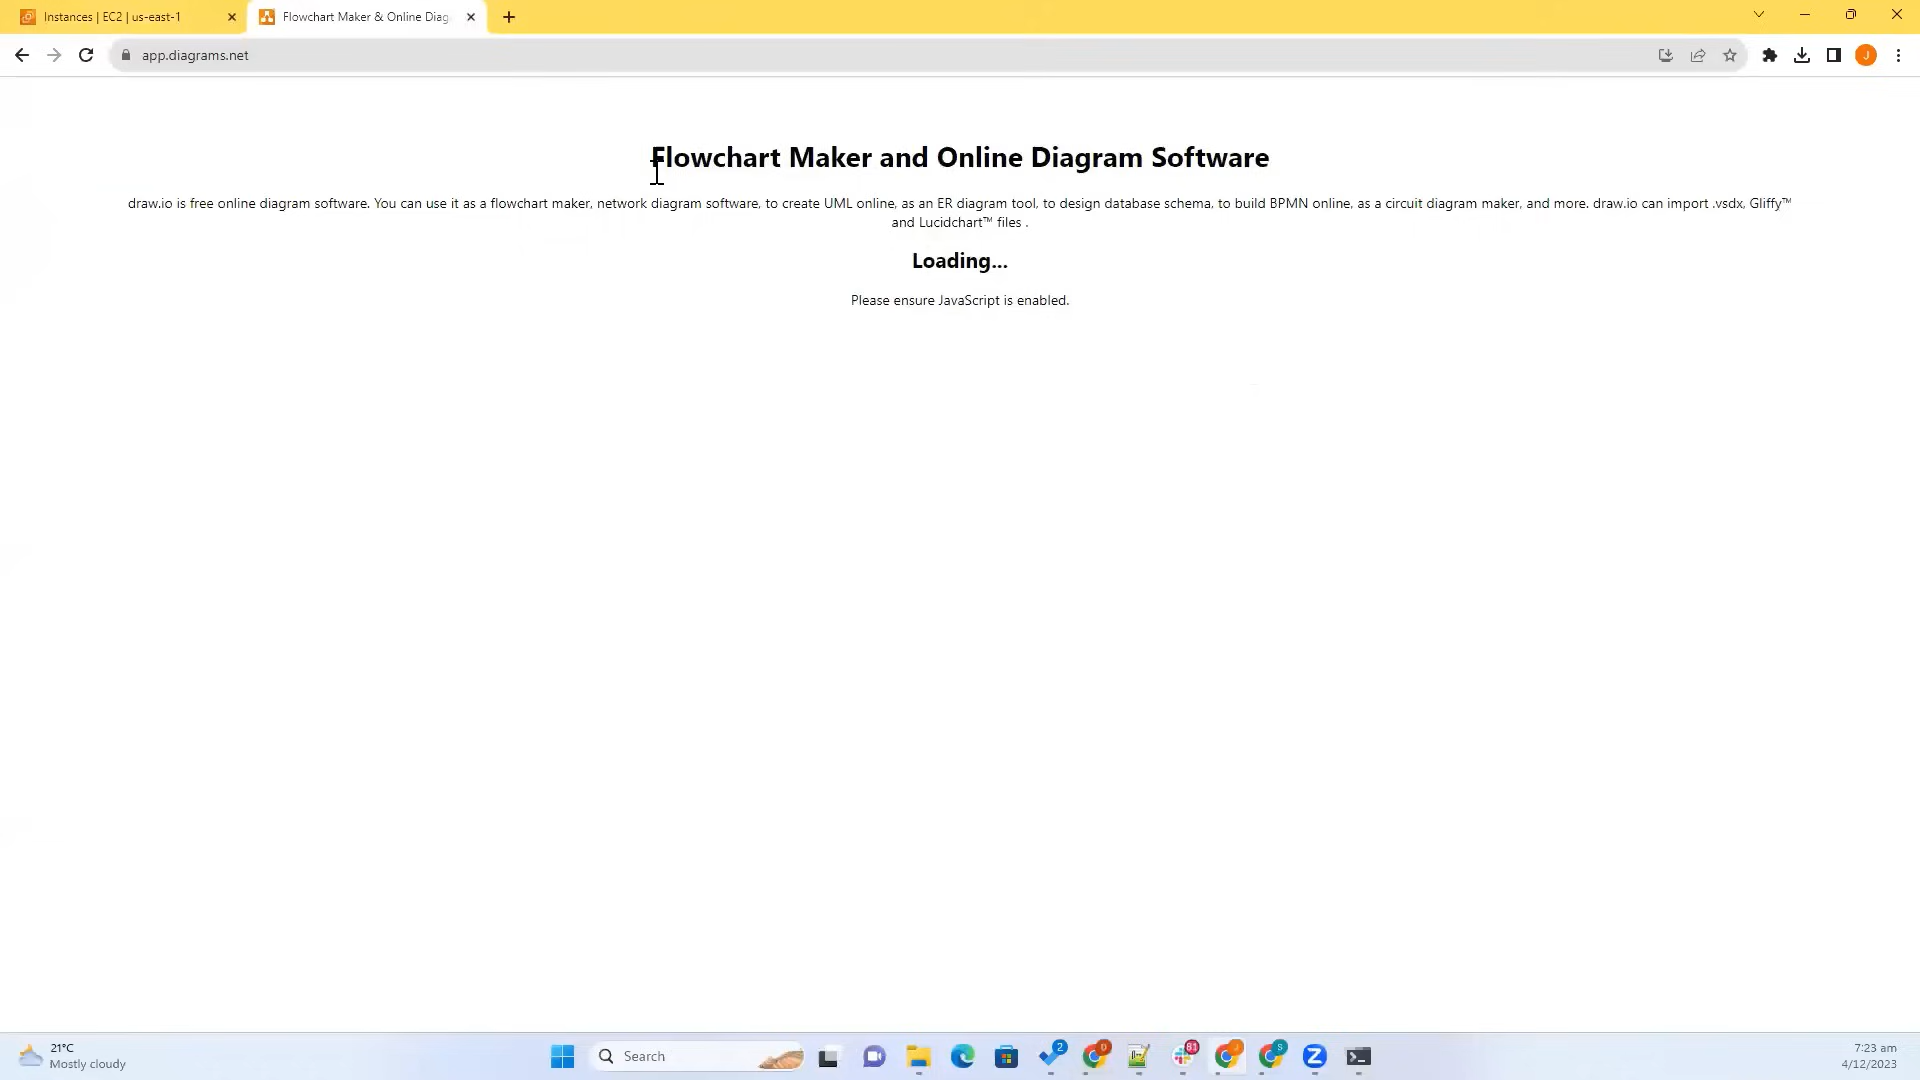 Instances | EC2 | us-east-1
Flowchart Maker & Online Diag
app.diagrams.net
J
Flowchart Maker and Online Diagram Software
draw.io is free online diagram software. You can use it as a flowchart maker, network diagram software, to create UML online, as an ER diagram tool, to design database schema, to build BPMN online, as a circuit diagram maker, and more. draw.io can import .vsdx, Gliffy™
and Lucidchart™ files .
Loading...
Please ensure JavaScript is enabled.
21°C
Mostly cloudy
Search
2
0
81
J
S
Z
7:23 am
4/12/2023